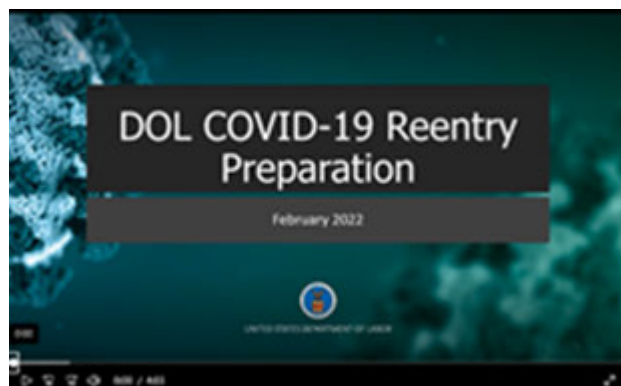 DOL COVID-19 Reentry
Preparation
February 2022
UNITED STATES DEPARTMENT OF LABOR
0:00
0:00 / 4:03